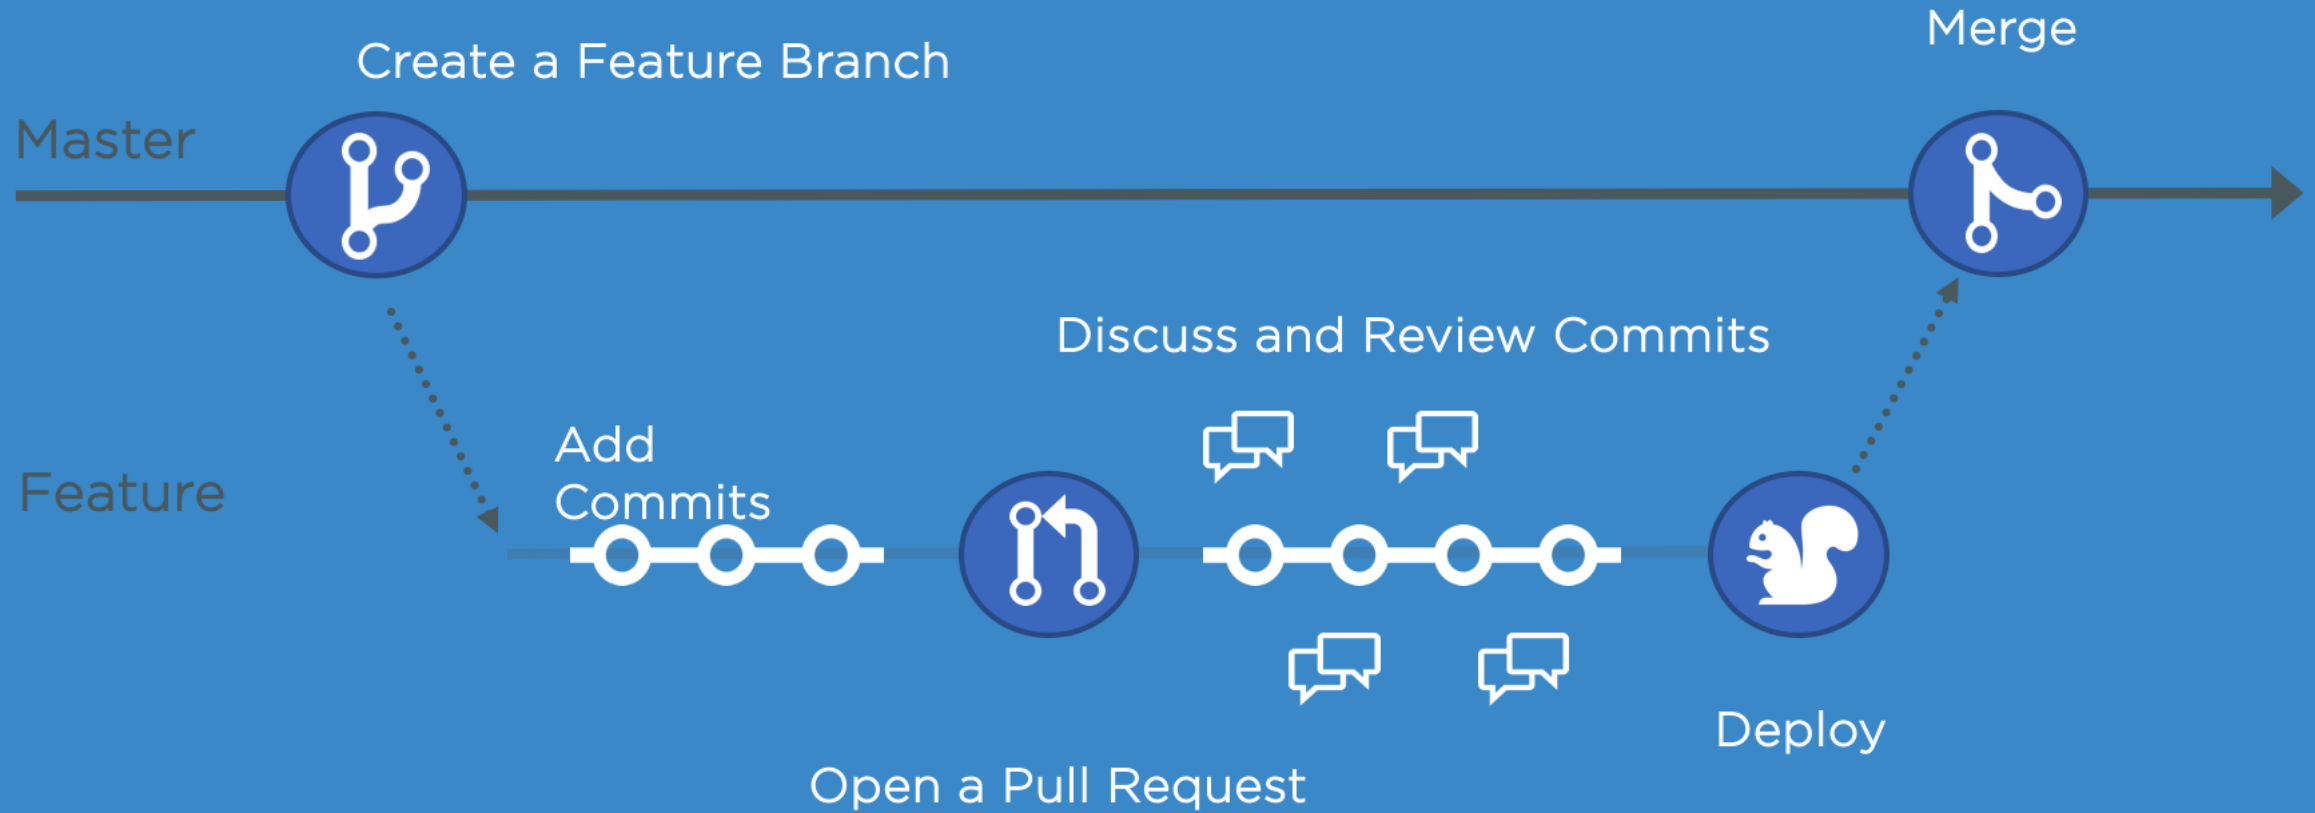 Merge
Create a Feature Branch
Master
Discuss and Review Commits
Add
Commits
Feature
Deploy
Open a Pull Request